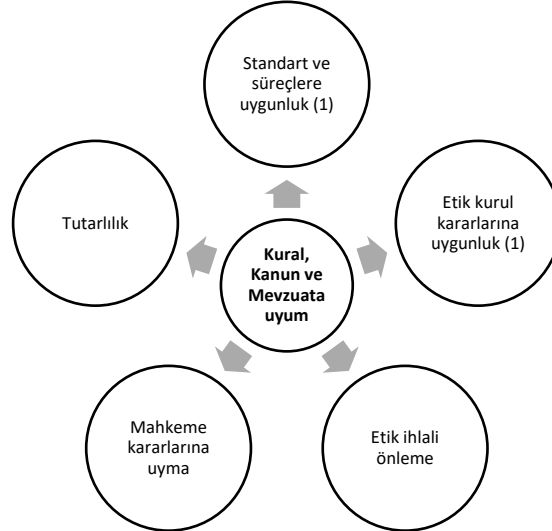 Standart ve
süreçlere
uygunluk (1)
Tutarlılık
Etik kurul
kararlarına
uygunluk (1)
Kural,
Kanun ve
Mevzuata
uyum
Mahkeme
kararlarına
uyma
Etik ihlali
önleme